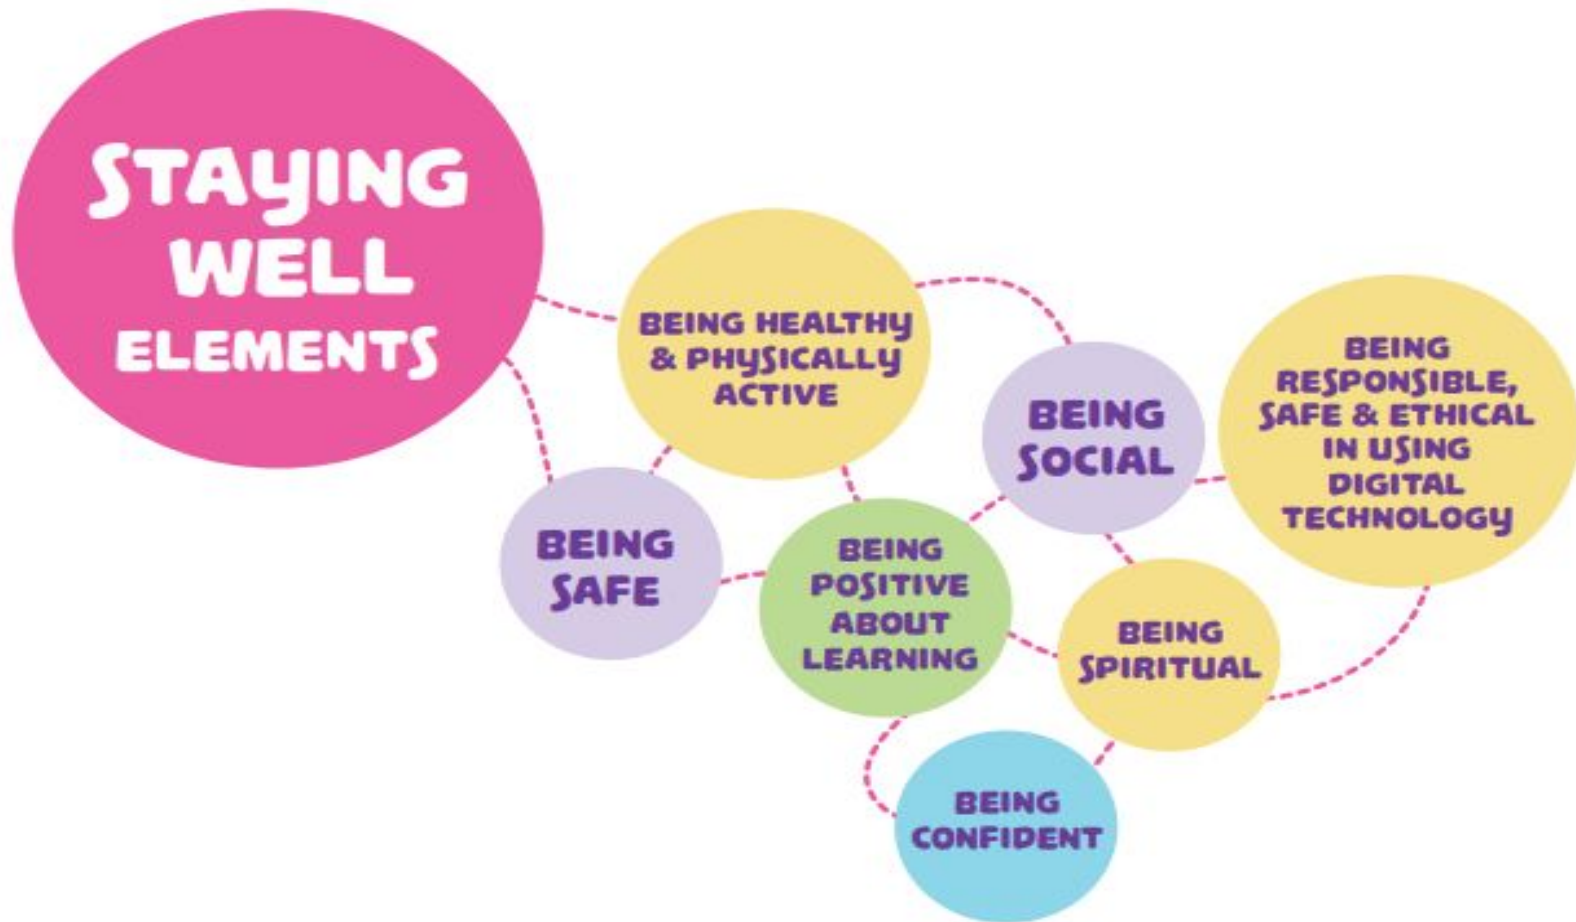 STAYING
WELL
ELEMENTS
BEING HEALTHY
& PHYSICALLY
ACTIVE
BEING
SOCIAL
BEING
RESPONSIBLE,
SAFE & ETHICAL
IN USING
DIGITAL
TECHNOLOGY
BEING
SAFE
BEING
POSITIVE
ABOUT
LEARNING
BEING
SPIRITUAL
BEING
CONFIDENT